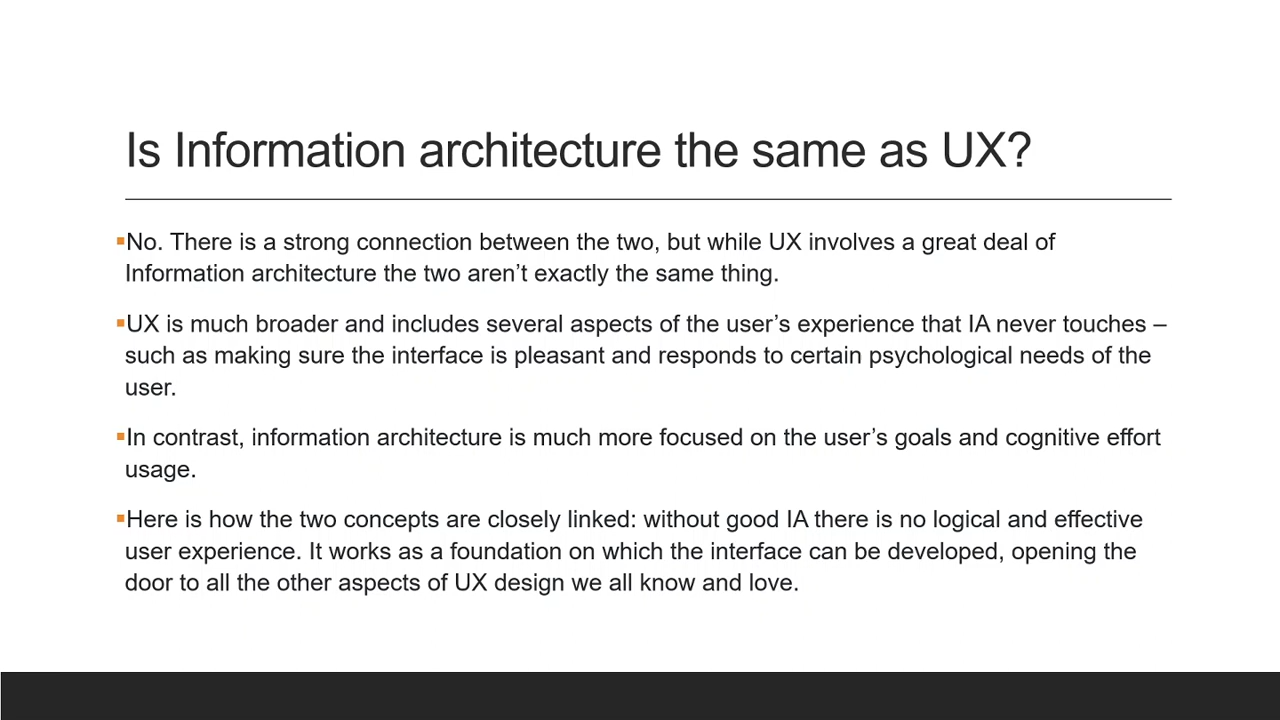 Is Information architecture the same as UX?
▪No. There is a strong connection between the two, but while UX involves a great deal of
Information architecture the two aren’t exactly the same thing.
▪UX is much broader and includes several aspects of the user’s experience that IA never touches –
such as making sure the interface is pleasant and responds to certain psychological needs of the
user.
▪In contrast, information architecture is much more focused on the user’s goals and cognitive effort
usage.
▪Here is how the two concepts are closely linked: without good IA there is no logical and effective
user experience. It works as a foundation on which the interface can be developed, opening the
door to all the other aspects of UX design we all know and love.